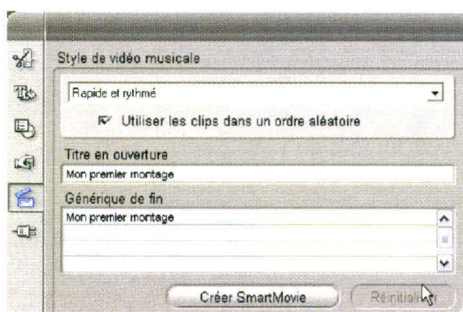 Style de vidéo musicale
Rapide et rythmé
Utiliser les clips dans un ordre aléatoire
Titre en ouverture
Mon premier montage
Générique de fin
Mon premier montage
Créer SmartMovie
Réinitialiser